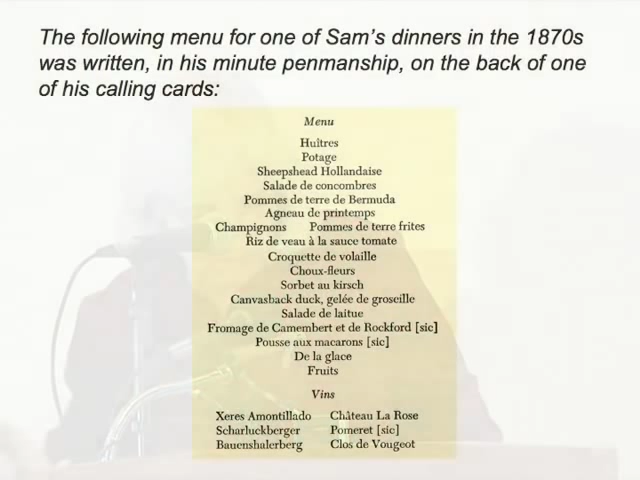 The following menu for one of Sam's dinners in the 1870s
was written, in his minute penmanship, on the back of one
of his calling cards:
Menu
Huîtres
Potage
Sheepshead Hollandaise
Salade de concombres
Pommes de terre de Bermuda
Agneau de printemps
Champignons Pommes de terre frites
Riz de veau à la sauce tomate
Croquette de volaille
Choux-fleurs
Sorbet au kirsch
Canvasback duck, gelée de groseille
Salade de laitue
Fromage de Camembert et de Rockford [sic]
Pousse aux macarons [sic]
De la glace
Fruits
Vins
Xeres Amontillado Château La Rose
Scharluckberger Pomeret [sic]
Bauenshalerberg Clos de Vougeot